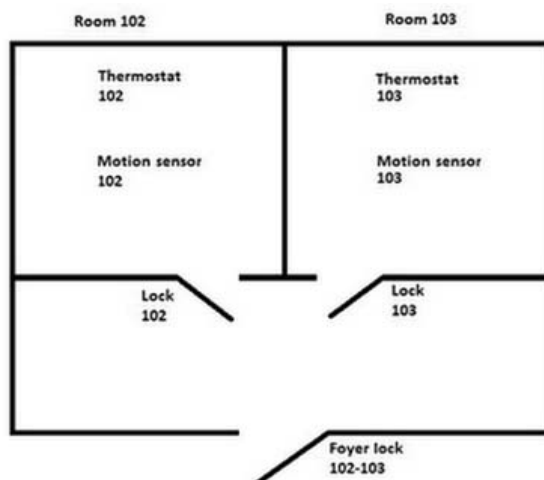 Room 102
Room 103
Thermostat
102
Thermostat
103
Motion sensor
102
Motion sensor
103
Lock
102
Lock
103
Foyer lock
102-103